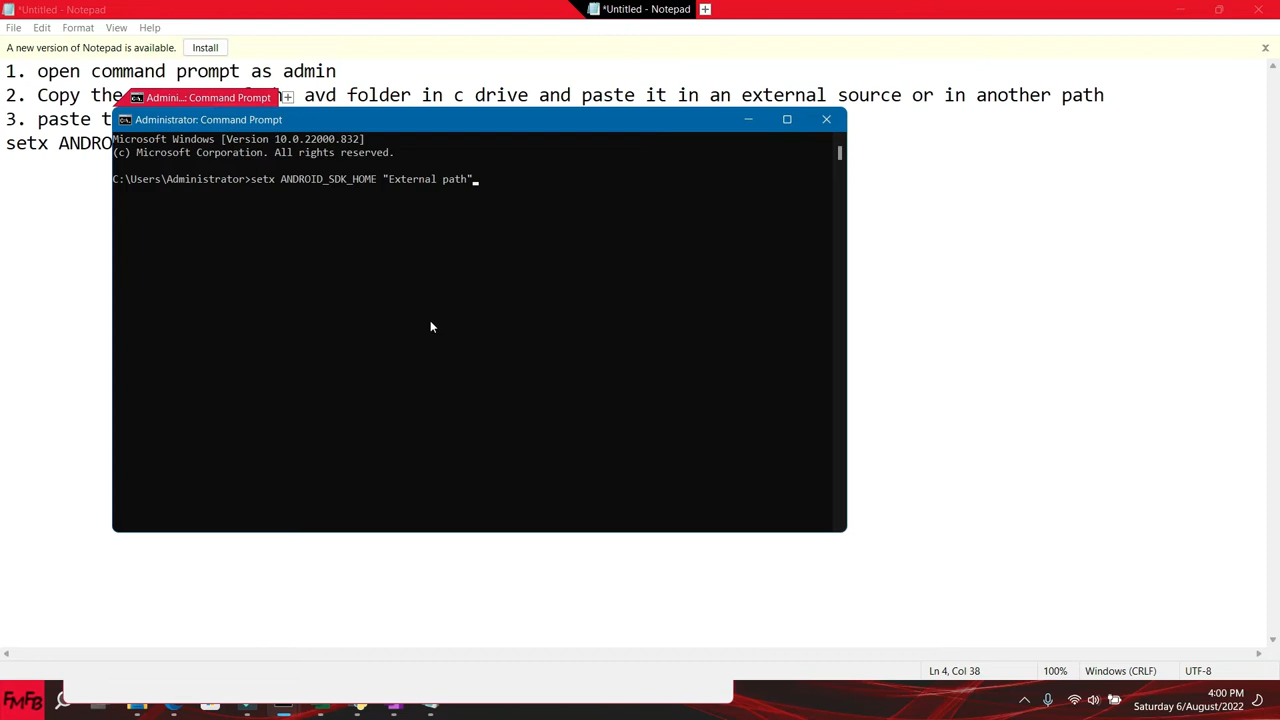 *Untitled - Notepad
*Untitled - Notepad
File Edit Format View Help
A new version of Notepad is available. Install
1. open command prompt as admin
2. Copy the avd folder in c drive and paste it in an external source or in another path
3. paste t
setx ANDRO
Admini...: Command Prompt
Administrator: Command Prompt
Microsoft Windows [Version 10.0.22000.832]
(c) Microsoft Corporation. All rights reserved.
C:\Users\Administrator>setx ANDROID_SDK_HOME "External path"
Ln 4, Col 38
100%
Windows (CRLF)
UTF-8
FMFB
4:00 PM
Saturday 6/August/2022